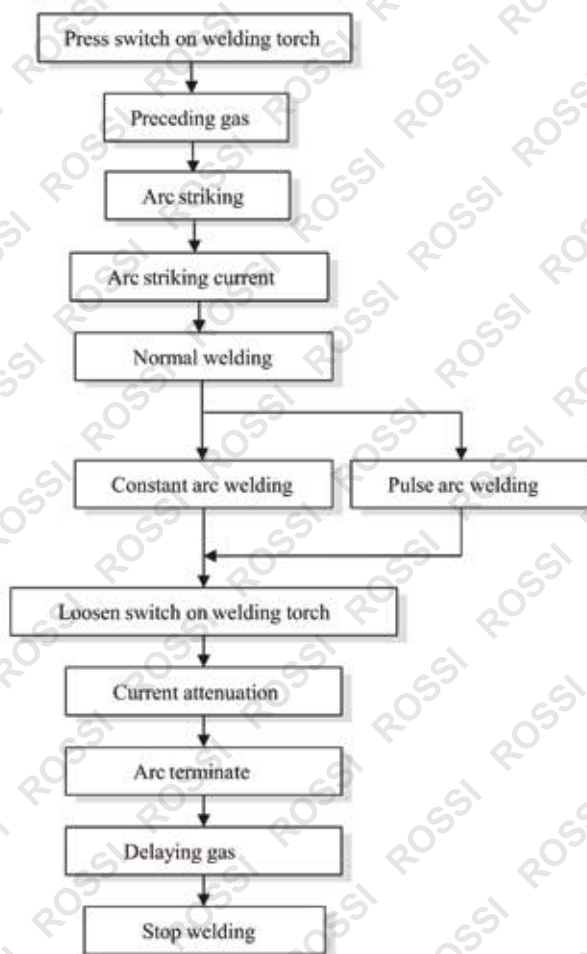 Press switch on welding torch
Preceding gas
Arc striking
Arc striking current
Normal welding
Constant arc welding
Pulse arc welding
Loosen switch on welding torch
Current attenuation
Arc terminate
Delaying gas
Stop welding
ROSSI